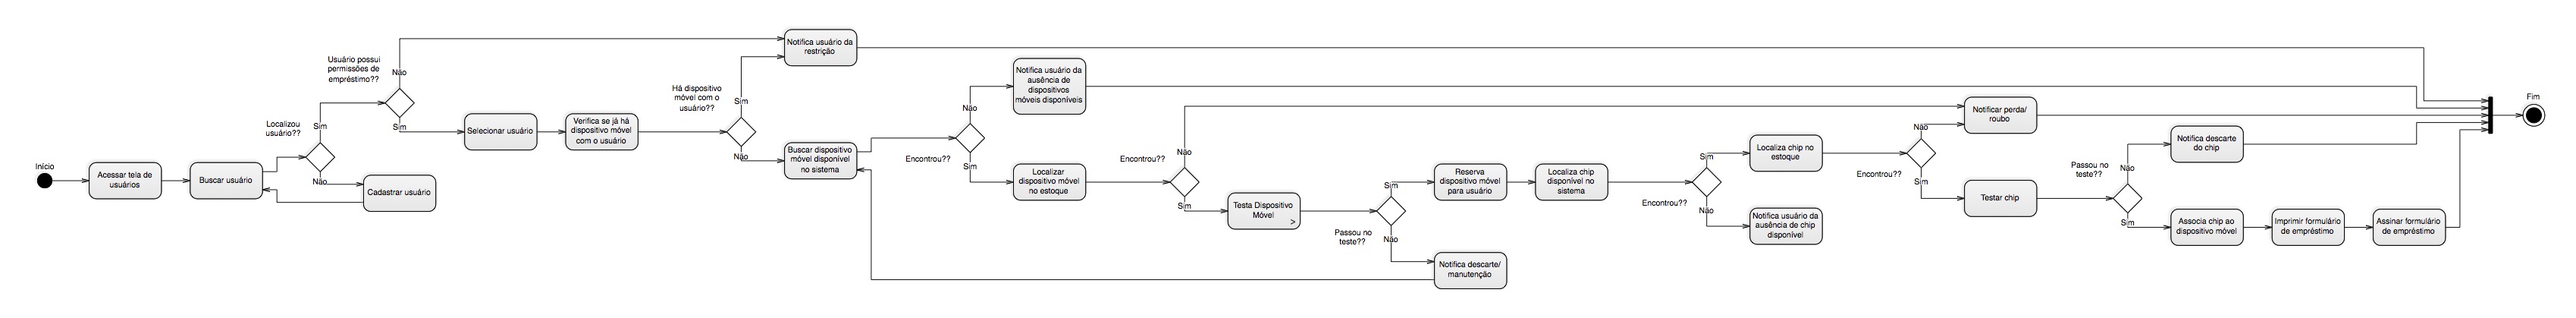 Início
Acessar tela de
usuários
Buscar usuário
Localizou
usuário??
Sim
Não
Cadastrar usuário
Usuário possui
permissões de
empréstimo??
Não
Sim
Selecionar usuário
Verifica se já há
dispositivo móvel
com o usuário
Há dispositivo
móvel com o
usuário??
Sim
Não
Notifica usuário da
restrição
Buscar dispositivo
móvel disponível
no sistema
Encontrou??
Não
Sim
Notifica usuário da
ausência de
dispositivos
móveis disponíveis
Localizar
dispositivo móvel
no estoque
Encontrou??
Não
Sim
Testa Dispositivo
Móvel
>
Passou no
teste??
Sim
Não
Reserva
dispositivo móvel
para usuário
Notifica descarte/
manutenção
Localiza chip
disponível no
sistema
Encontrou??
Sim
Não
Localiza chip no
estoque
Notifica usuário da
ausência de chip
disponível
Encontrou??
Não
Sim
Notificar perda/
roubo
Testar chip
Passou no
teste??
Não
Sim
Notifica descarte
do chip
Associa chip ao
dispositivo móvel
Imprimir formulário
de empréstimo
Assinar formulário
de empréstimo
Fim